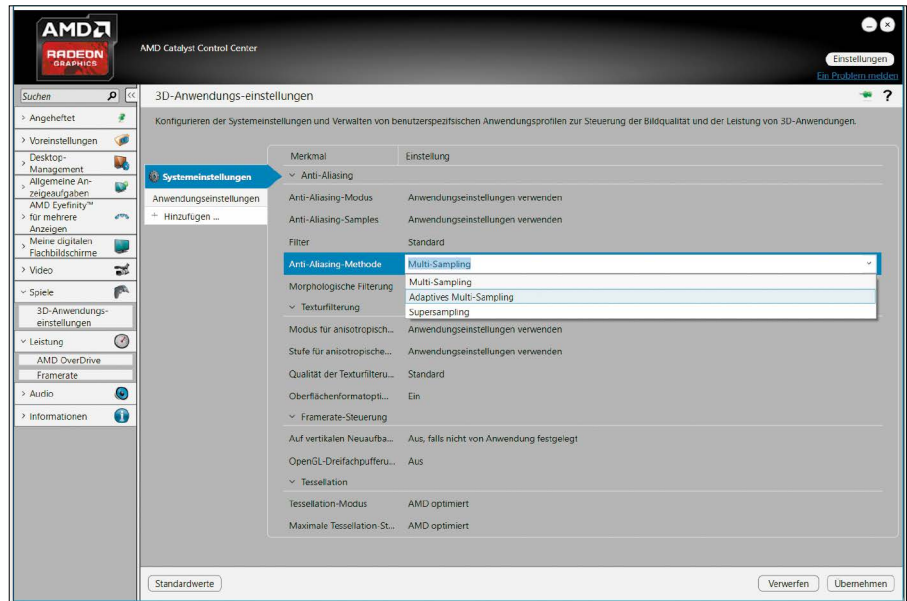 AMD
RADEON
GRAPHICS
AMD Catalyst Control Center
Einstellungen
Ein Problem melden
Suchen
Angeheftet
Voreinstellungen
Desktop-
Management
Allgemeine An-
zeigeaufgaben
AMD Eyefinity™
für mehrere
Anzeigen
Meine digitalen
Flachbildschirme
Video
Spiele
3D-Anwendungs-
einstellungen
Leistung
AMD OverDrive
Framerate
Audio
Informationen
3D-Anwendungs-einstellungen
?
Konfigurieren der Systemeinstellungen und Verwalten von benutzerspezifsischen Anwendungsprofilen zur Steuerung der Bildqualität und der Leistung von 3D-Anwendungen.
Systemeinstellungen
Anwendungseinstellungen
+ Hinzufügen ...
Merkmal Einstellung
Anti-Aliasing
Anti-Aliasing-Modus Anwendungseinstellungen verwenden
Anti-Aliasing-Samples Anwendungseinstellungen verwenden
Filter Standard
Anti-Aliasing-Methode Multi-Sampling
Multi-Sampling
Adaptives Multi-Sampling
Supersampling
Morphologische Filterung
Texturfilterung
Modus für anisotropisch... Anwendungseinstellungen verwenden
Stufe für anisotropische... Anwendungseinstellungen verwenden
Qualität der Texturfilteru... Standard
Oberflächenformatopti... Ein
Framerate-Steuerung
Auf vertikalen Neuaufba... Aus, falls nicht von Anwendung festgelegt
OpenGL-Dreifachpufferu... Aus
Tessellation
Tessellation-Modus AMD optimiert
Maximale Tessellation-St... AMD optimiert
Standardwerte
Verwerfen
Übernehmen